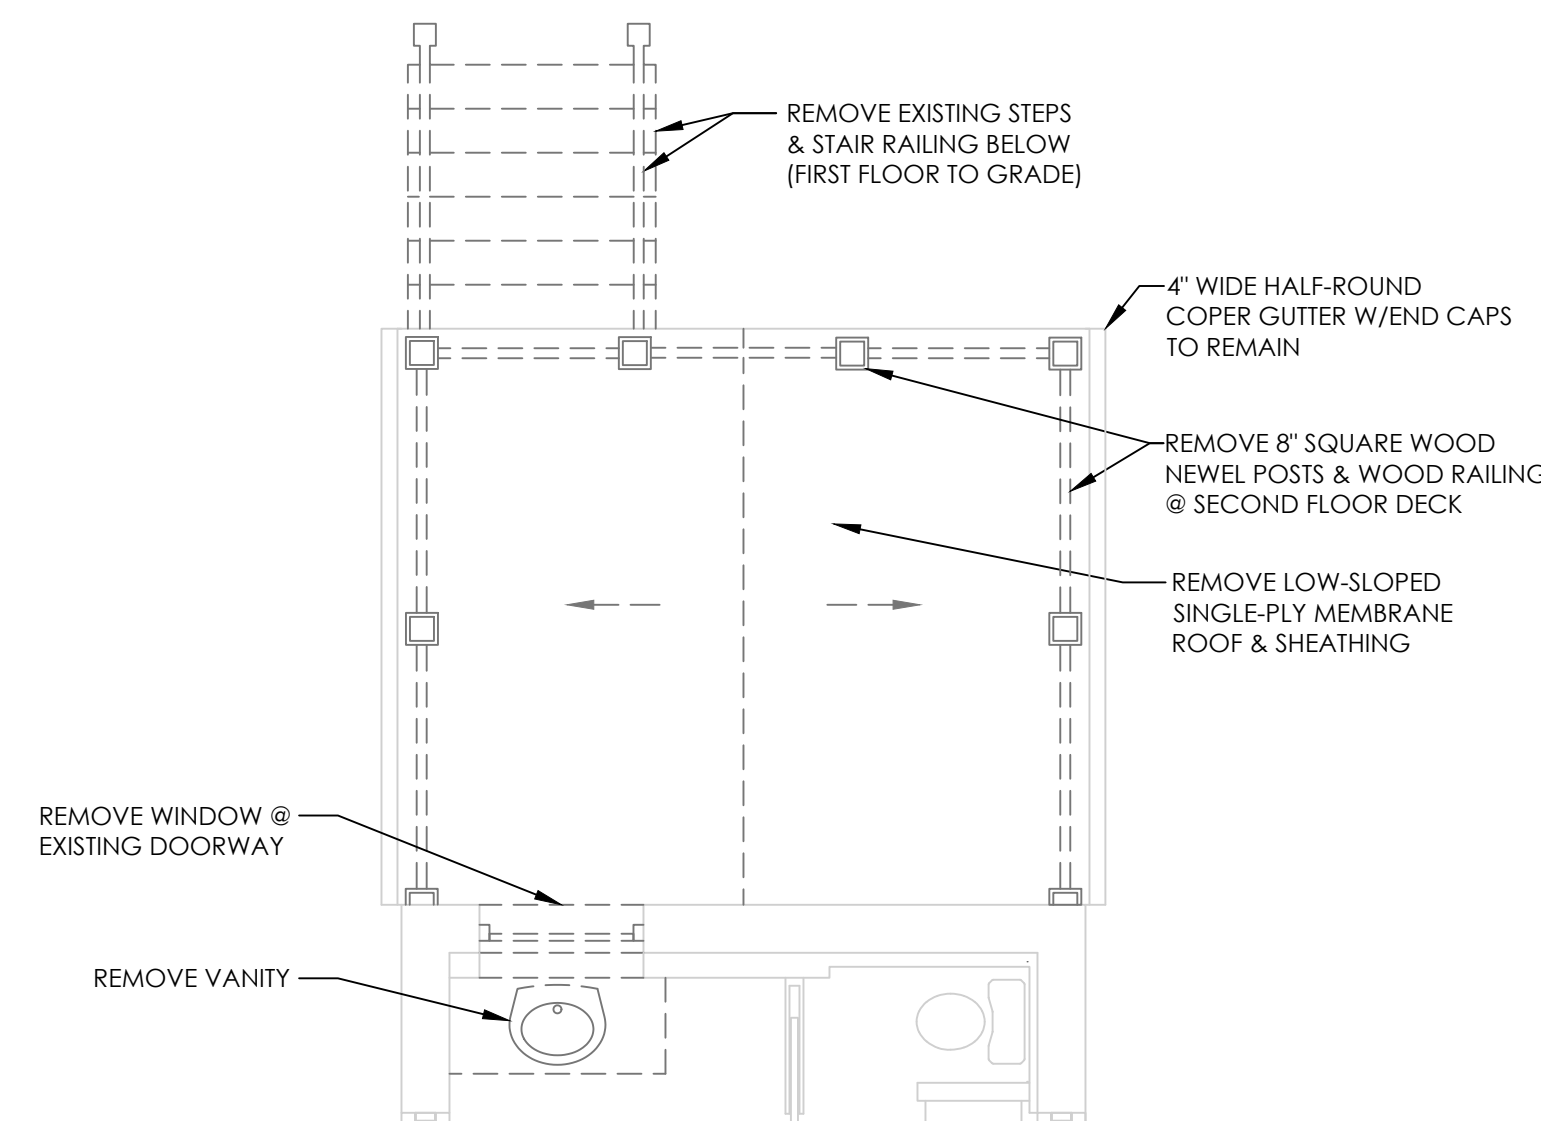 REMOVE EXISTING STEPS
& STAIR RAILING BELOW
(FIRST FLOOR TO GRADE)
4" WIDE HALF-ROUND
COPER GUTTER W/END CAPS
TO REMAIN
REMOVE 8" SQUARE WOOD
NEWEL POSTS & WOOD RAILING
@ SECOND FLOOR DECK
REMOVE LOW-SLOPED
SINGLE-PLY MEMBRANE
ROOF & SHEATHING
REMOVE WINDOW @
EXISTING DOORWAY
REMOVE VANITY